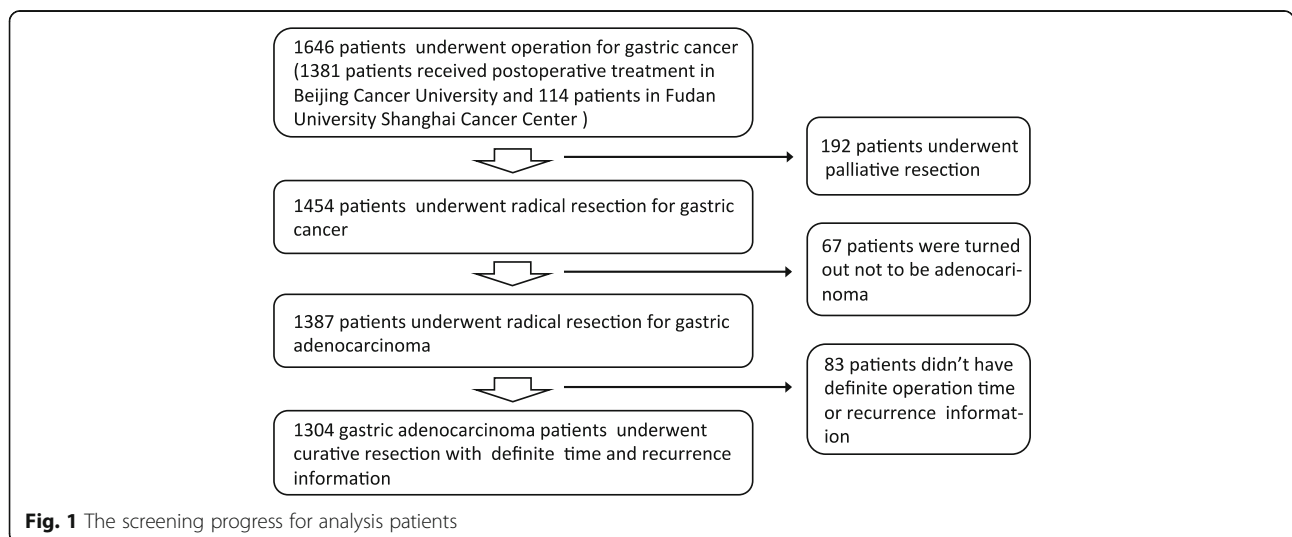 1646 patients underwent operation for gastric cancer
(1381 patients received postoperative treatment in
Beijing Cancer University and 114 patients in Fudan
University Shanghai Cancer Center )
192 patients underwent
palliative resection
1454 patients underwent radical resection for gastric
cancer
67 patients were turned
out not to be adenocari-
noma
1387 patients underwent radical resection for gastric
adenocarcinoma
83 patients didn’t have
definite operation time
or recurrence informat-
ion
1304 gastric adenocarcinoma patients underwent
curative resection with definite time and recurrence
information
Fig. 1 The screening progress for analysis patients